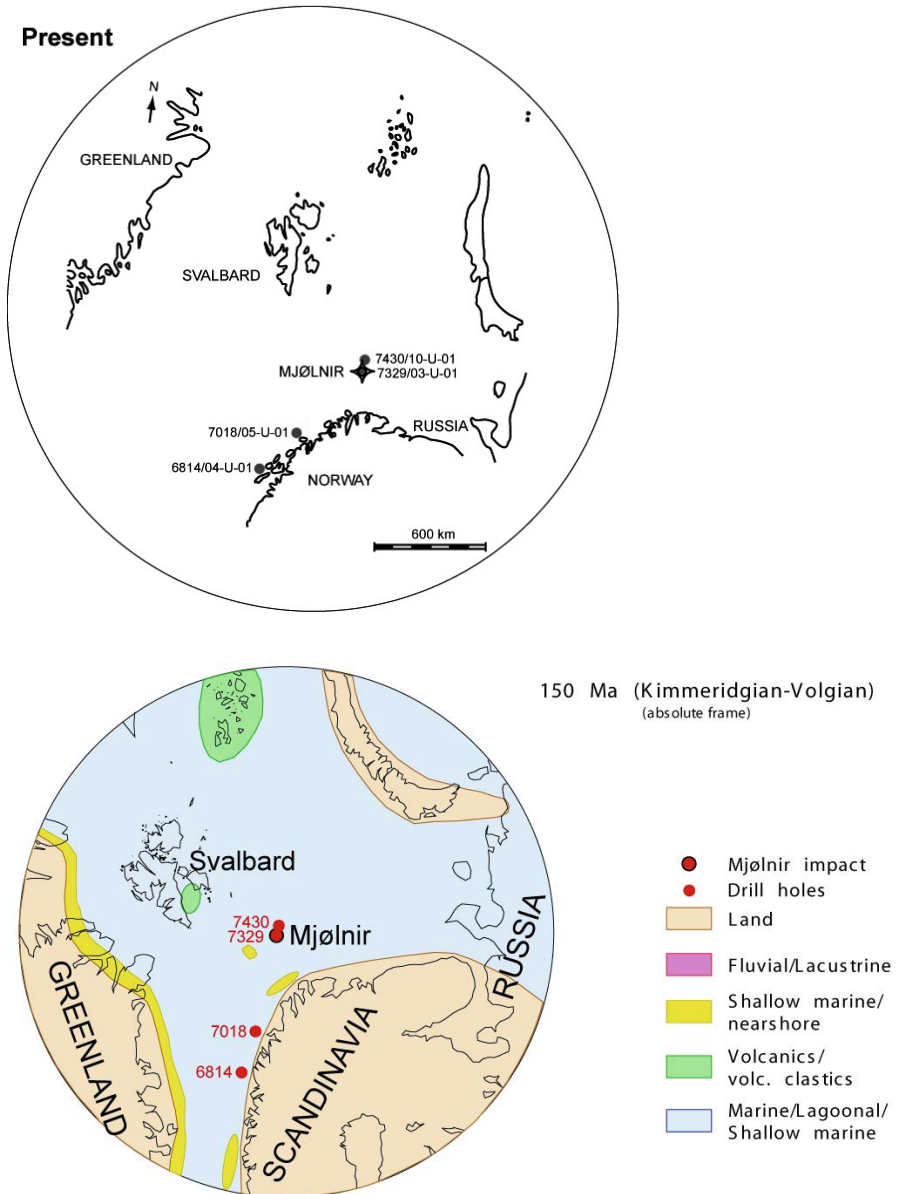 Present
N
GREENLAND
SVALBARD
7430/10-U-01
MJØLNIR
7329/03-U-01
7018/05-U-01
RUSSIA
6814/04-U-01
NORWAY
600 km
150 Ma (Kimmeridgian-Volgian)
(absolute frame)
Svalbard
7430
7329
Mjølnir
GREENLAND
RUSSIA
7018
6814
SCANDINAVIA
Mjølnir impact
Drill holes
Land
Fluvial/Lacustrine
Shallow marine/
nearshore
Volcanics/
volc. clastics
Marine/Lagoonal/
Shallow marine